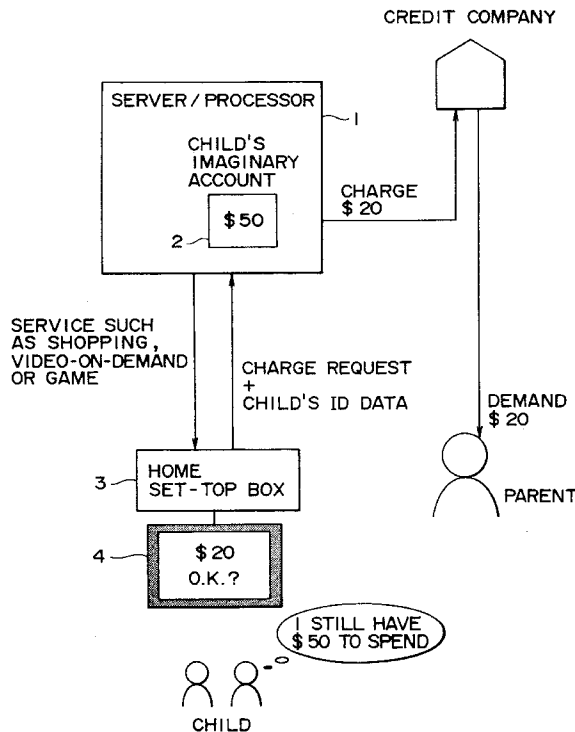 CREDIT COMPANY
SERVER/PROCESSOR
1
CHILD'S
IMAGINARY
ACCOUNT
$50
2
CHARGE
$20
SERVICE SUCH
AS SHOPPING,
VIDEO-ON-DEMAND
OR GAME
CHARGE REQUEST
+
CHILD'S ID DATA
DEMAND
$20
PARENT
3
HOME
SET-TOP BOX
4
$20
O.K.?
I STILL HAVE
$50 TO SPEND
CHILD